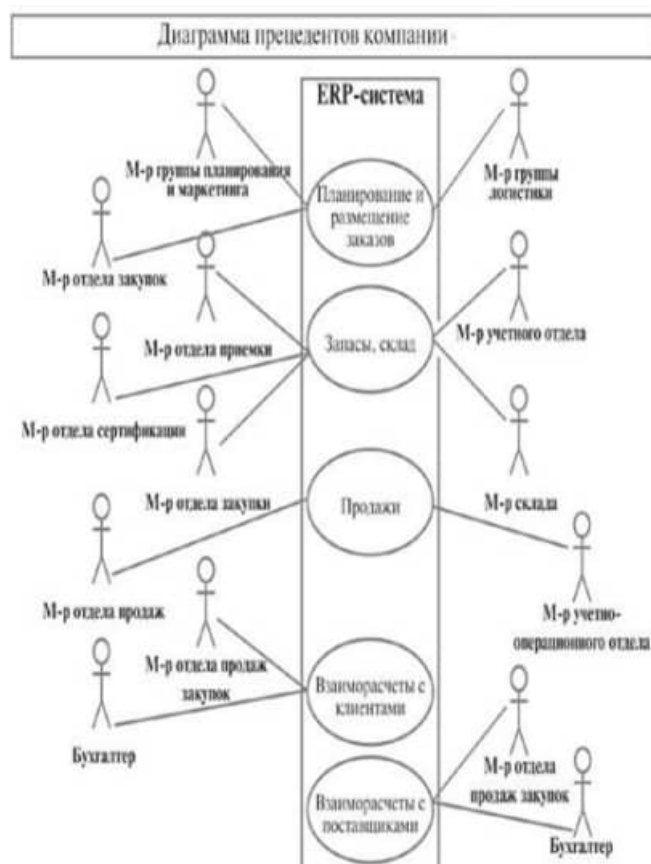 Диаграмма прецедентов компании
ERP-система
М-р группы планирования
и маркетинга
М-р группы
логистики
Планирование и
размещение
заказов
М-р отдела закупок
М-р отдела приемки
Запасы, склад
М-р учетного отдела
М-р отдела сертификации
М-р отдела закупки
М-р склада
Продажи
М-р отдела продаж
М-р учетно-
операционного отдела
М-р отдела продаж
закупок
Взаиморасчеты с
клиентами
Бухгалтер
М-р отдела
продаж закупок
Взаиморасчеты с
поставщиками
Бухгалтер